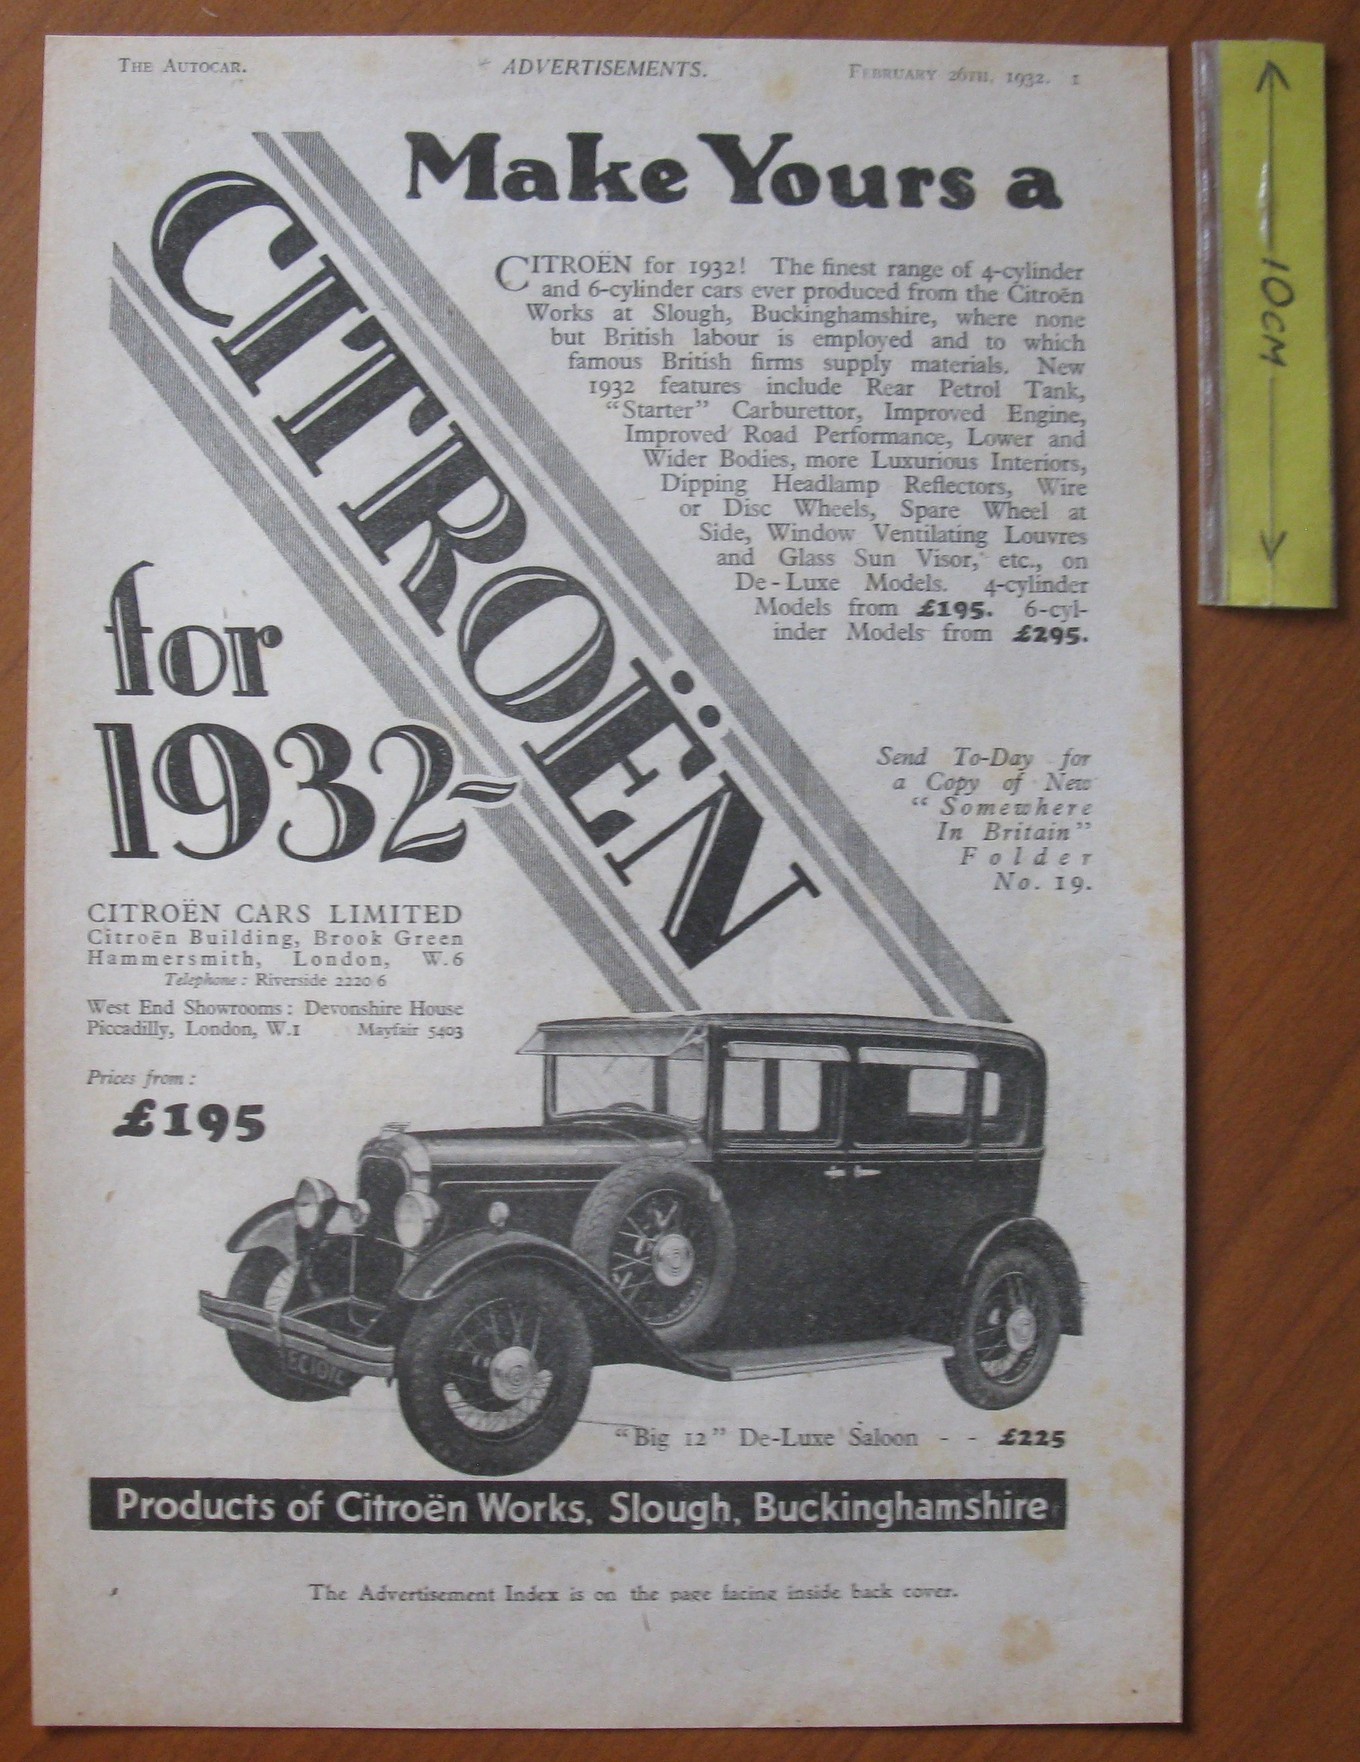 THE AUTOCAR. ADVERTISEMENTS. FEBRUARY 26TH, 1932. 1
Make Yours a
CITROËN
for
1932-
CITROËN for 1932! The finest range of 4-cylinder
and 6-cylinder cars ever produced from the Citroën
Works at Slough, Buckinghamshire, where none
but British labour is employed and to which
famous British firms supply materials. New
1932 features include Rear Petrol Tank,
"Starter" Carburettor, Improved Engine,
Improved Road Performance, Lower and
Wider Bodies, more Luxurious Interiors,
Dipping Headlamp Reflectors, Wire
or Disc Wheels, Spare Wheel at
Side, Window Ventilating Louvres
and Glass Sun Visor, etc., on
De-Luxe Models. 4-cylinder
Models from £195. 6-cyl-
inder Models from £295.
Send To-Day for
a Copy of New
"Somewhere
In Britain"
Folder
No. 19.
CITROËN CARS LIMITED
Citroën Building, Brook Green
Hammersmith, London, W.6
Telephone: Riverside 2220/6
West End Showrooms: Devonshire House
Piccadilly, London, W.1 Mayfair 5403
Prices from:
£195
"Big 12" De-Luxe Saloon - - £225
Products of Citroën Works, Slough, Buckinghamshire
The Advertisement Index is on the page facing inside back cover.
10CM